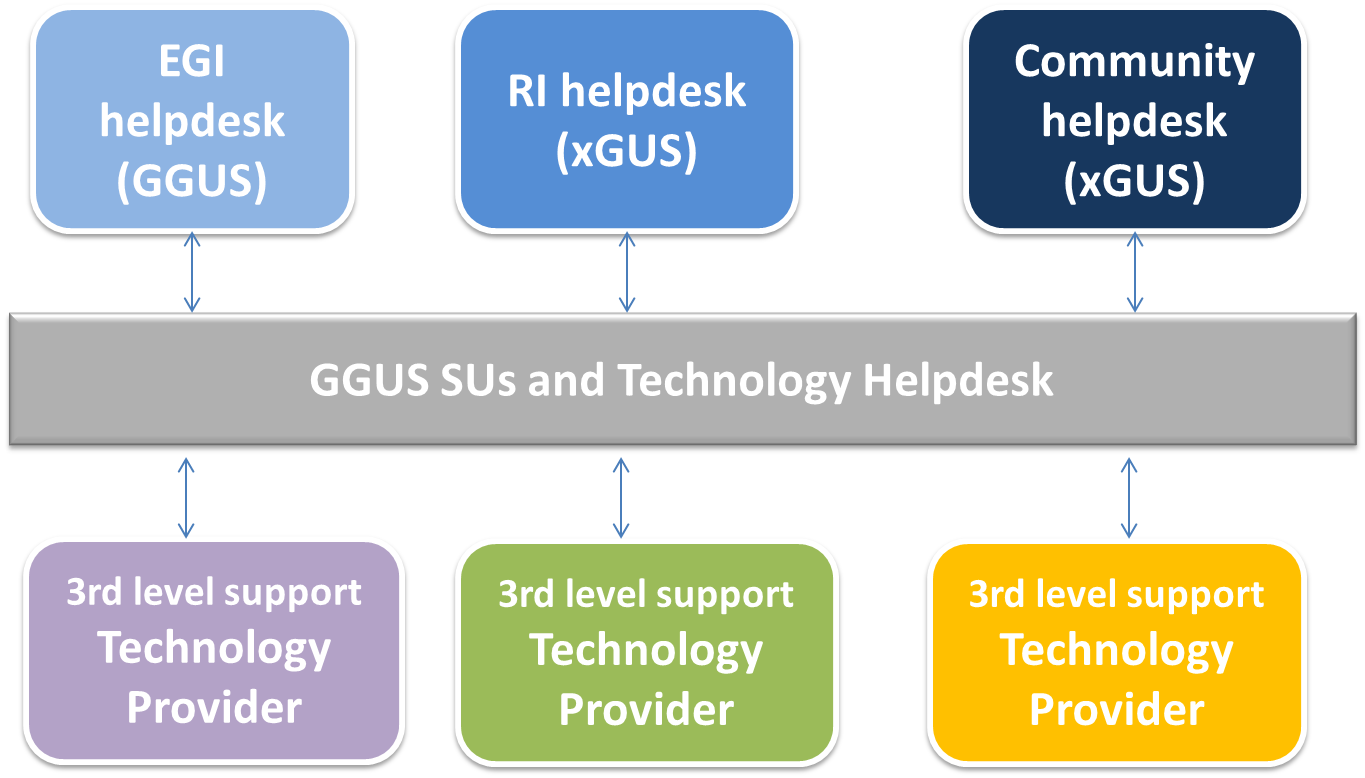 EGI
helpdesk
(GGUS)
RI helpdesk
(xGUS)
Community
helpdesk
(xGUS)
GGUS SUs and Technology Helpdesk
3rd level support
Technology
Provider
3rd level support
Technology
Provider
3rd level support
Technology
Provider